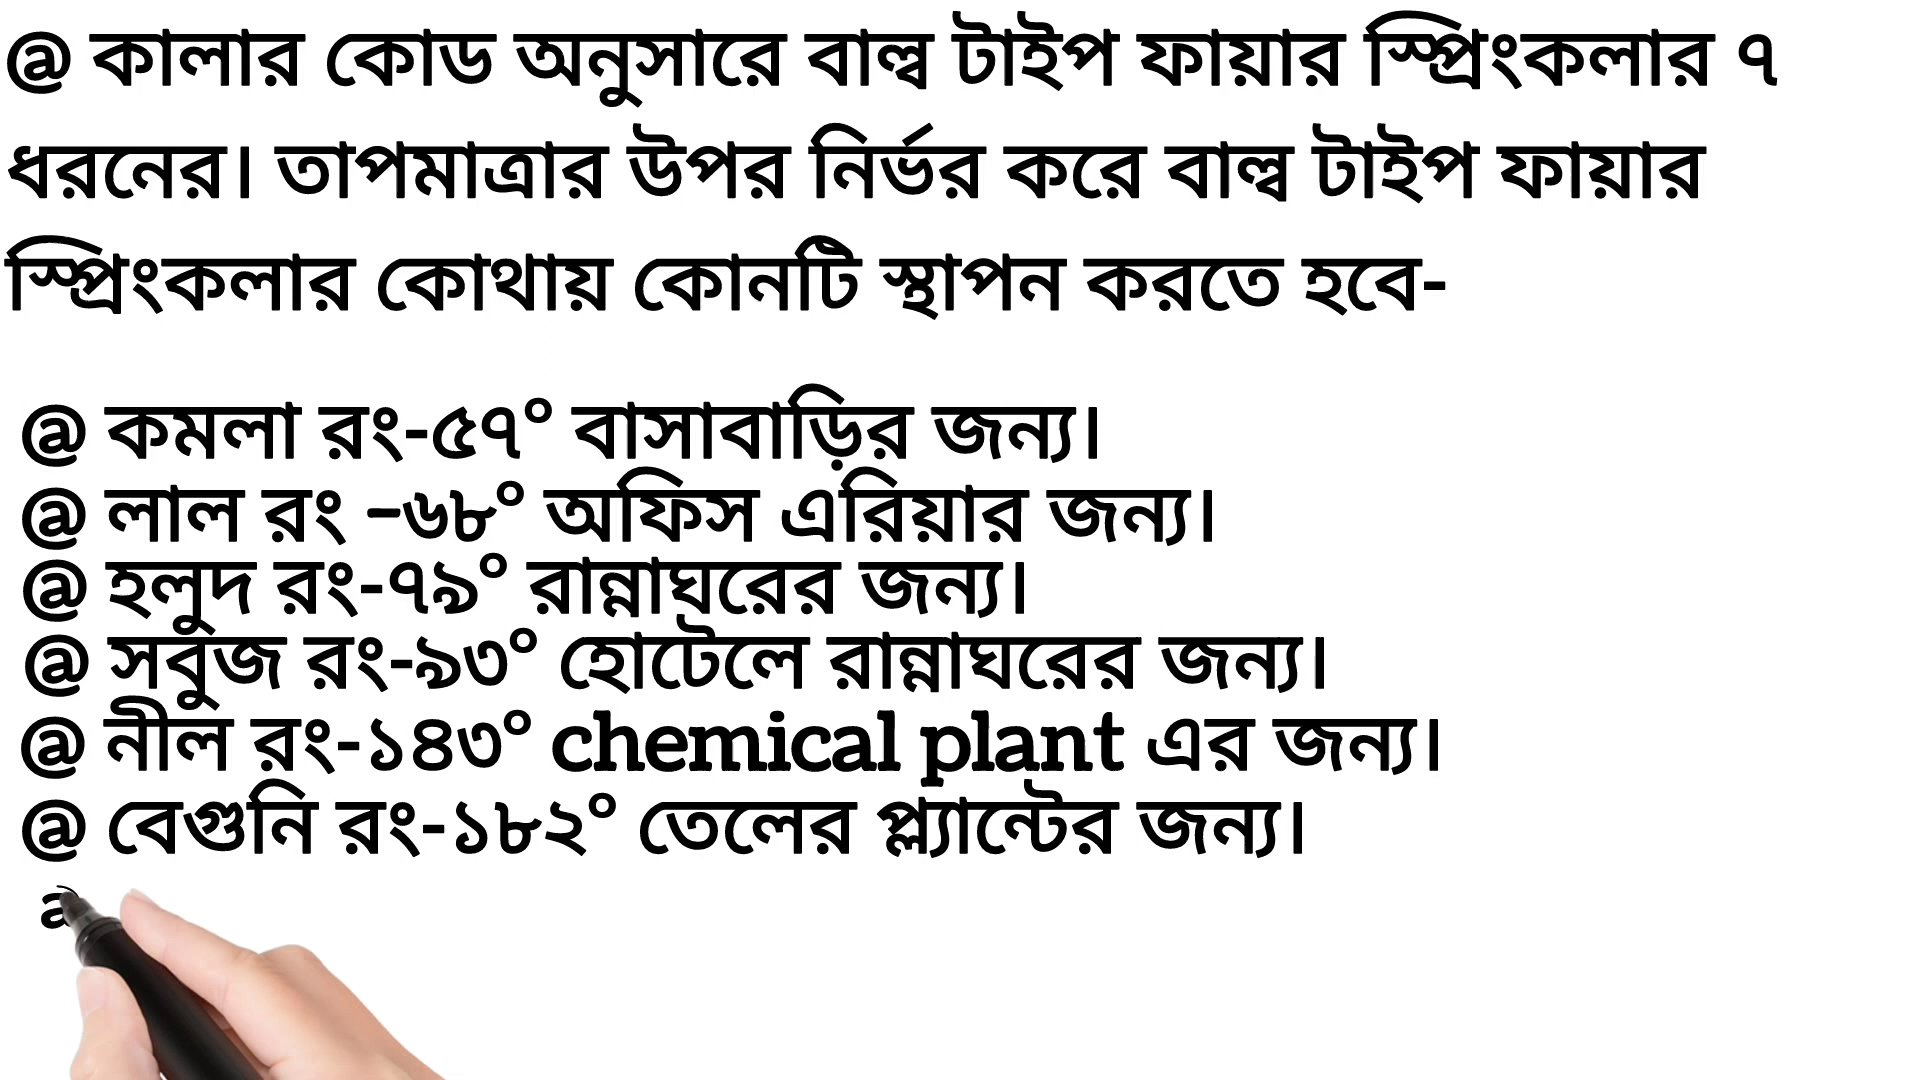 @ কালার কোড অনুসারে বাল্ব টাইপ ফায়ার স্প্রিংকলার ৭
ধরনের। তাপমাত্রার উপর নির্ভর করে বাল্ব টাইপ ফায়ার
স্প্রিংকলার কোথায় কোনটি স্থাপন করতে হবে-
@ কমলা রং-৫৭° বাসাবাড়ির জন্য।
@ লাল রং –৬৮° অফিস এরিয়ার জন্য।
@ হলুদ রং-৭৯° রান্নাঘরের জন্য।
@ সবুজ রং-৯৩° হোটেলে রান্নাঘরের জন্য।
@ নীল রং-১৪৩° chemical plant এর জন্য।
@ বেগুনি রং-১৮২° তেলের প্ল্যান্টের জন্য।